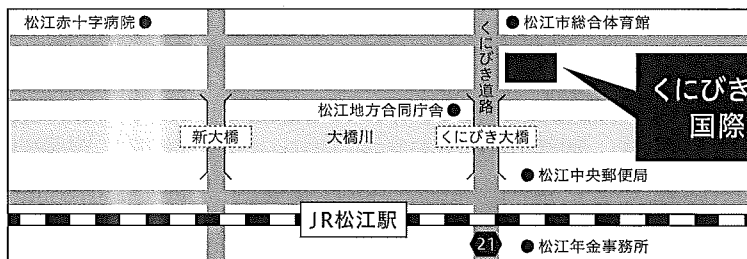 松江赤十字病院
松江市総合体育館
くにびき道路
くにびき
国際
松江地方合同庁舎
新大橋
大橋川
くにびき大橋
松江中央郵便局
JR松江駅
21
松江年金事務所